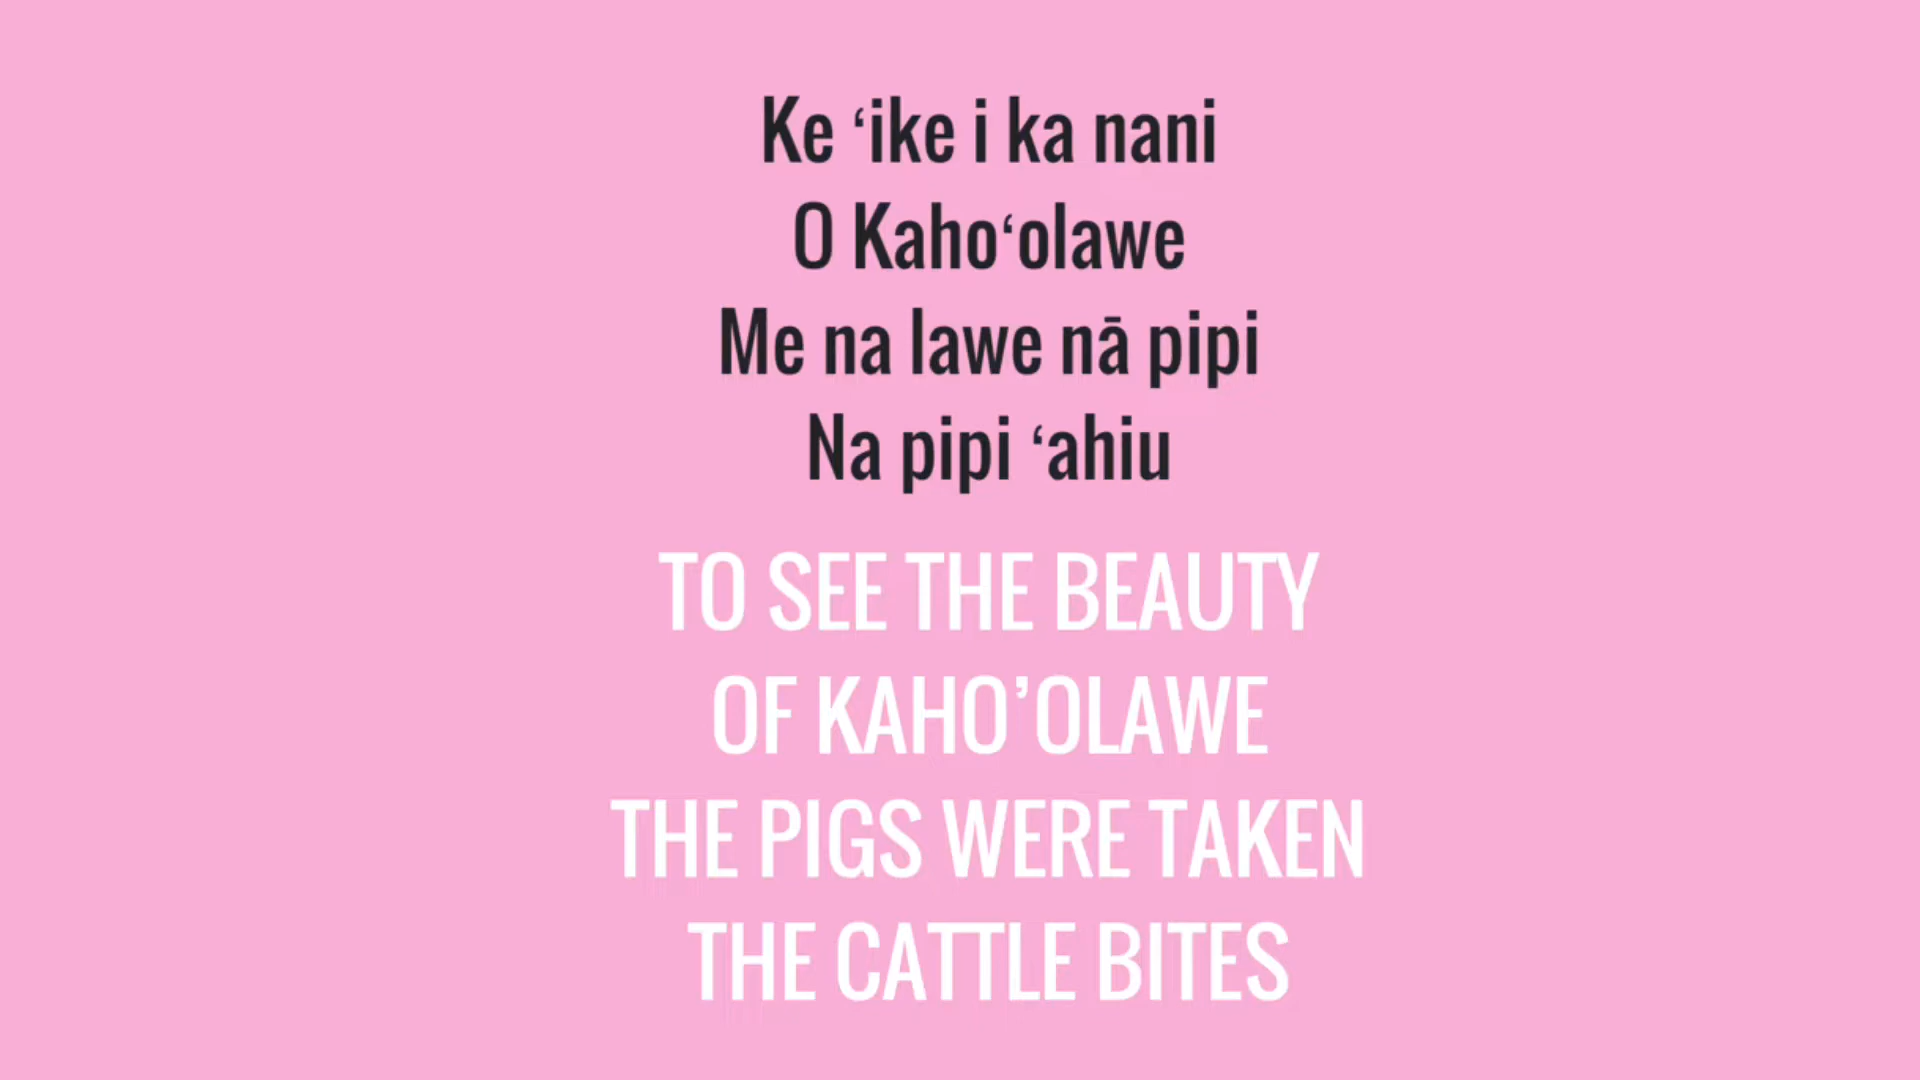 Ke ʻike i ka nani
O Kahoʻolawe
Me na lawe nā pipi
Na pipi ʻahiu
TO SEE THE BEAUTY
OF KAHO’OLAWE
THE PIGS WERE TAKEN
THE CATTLE BITES